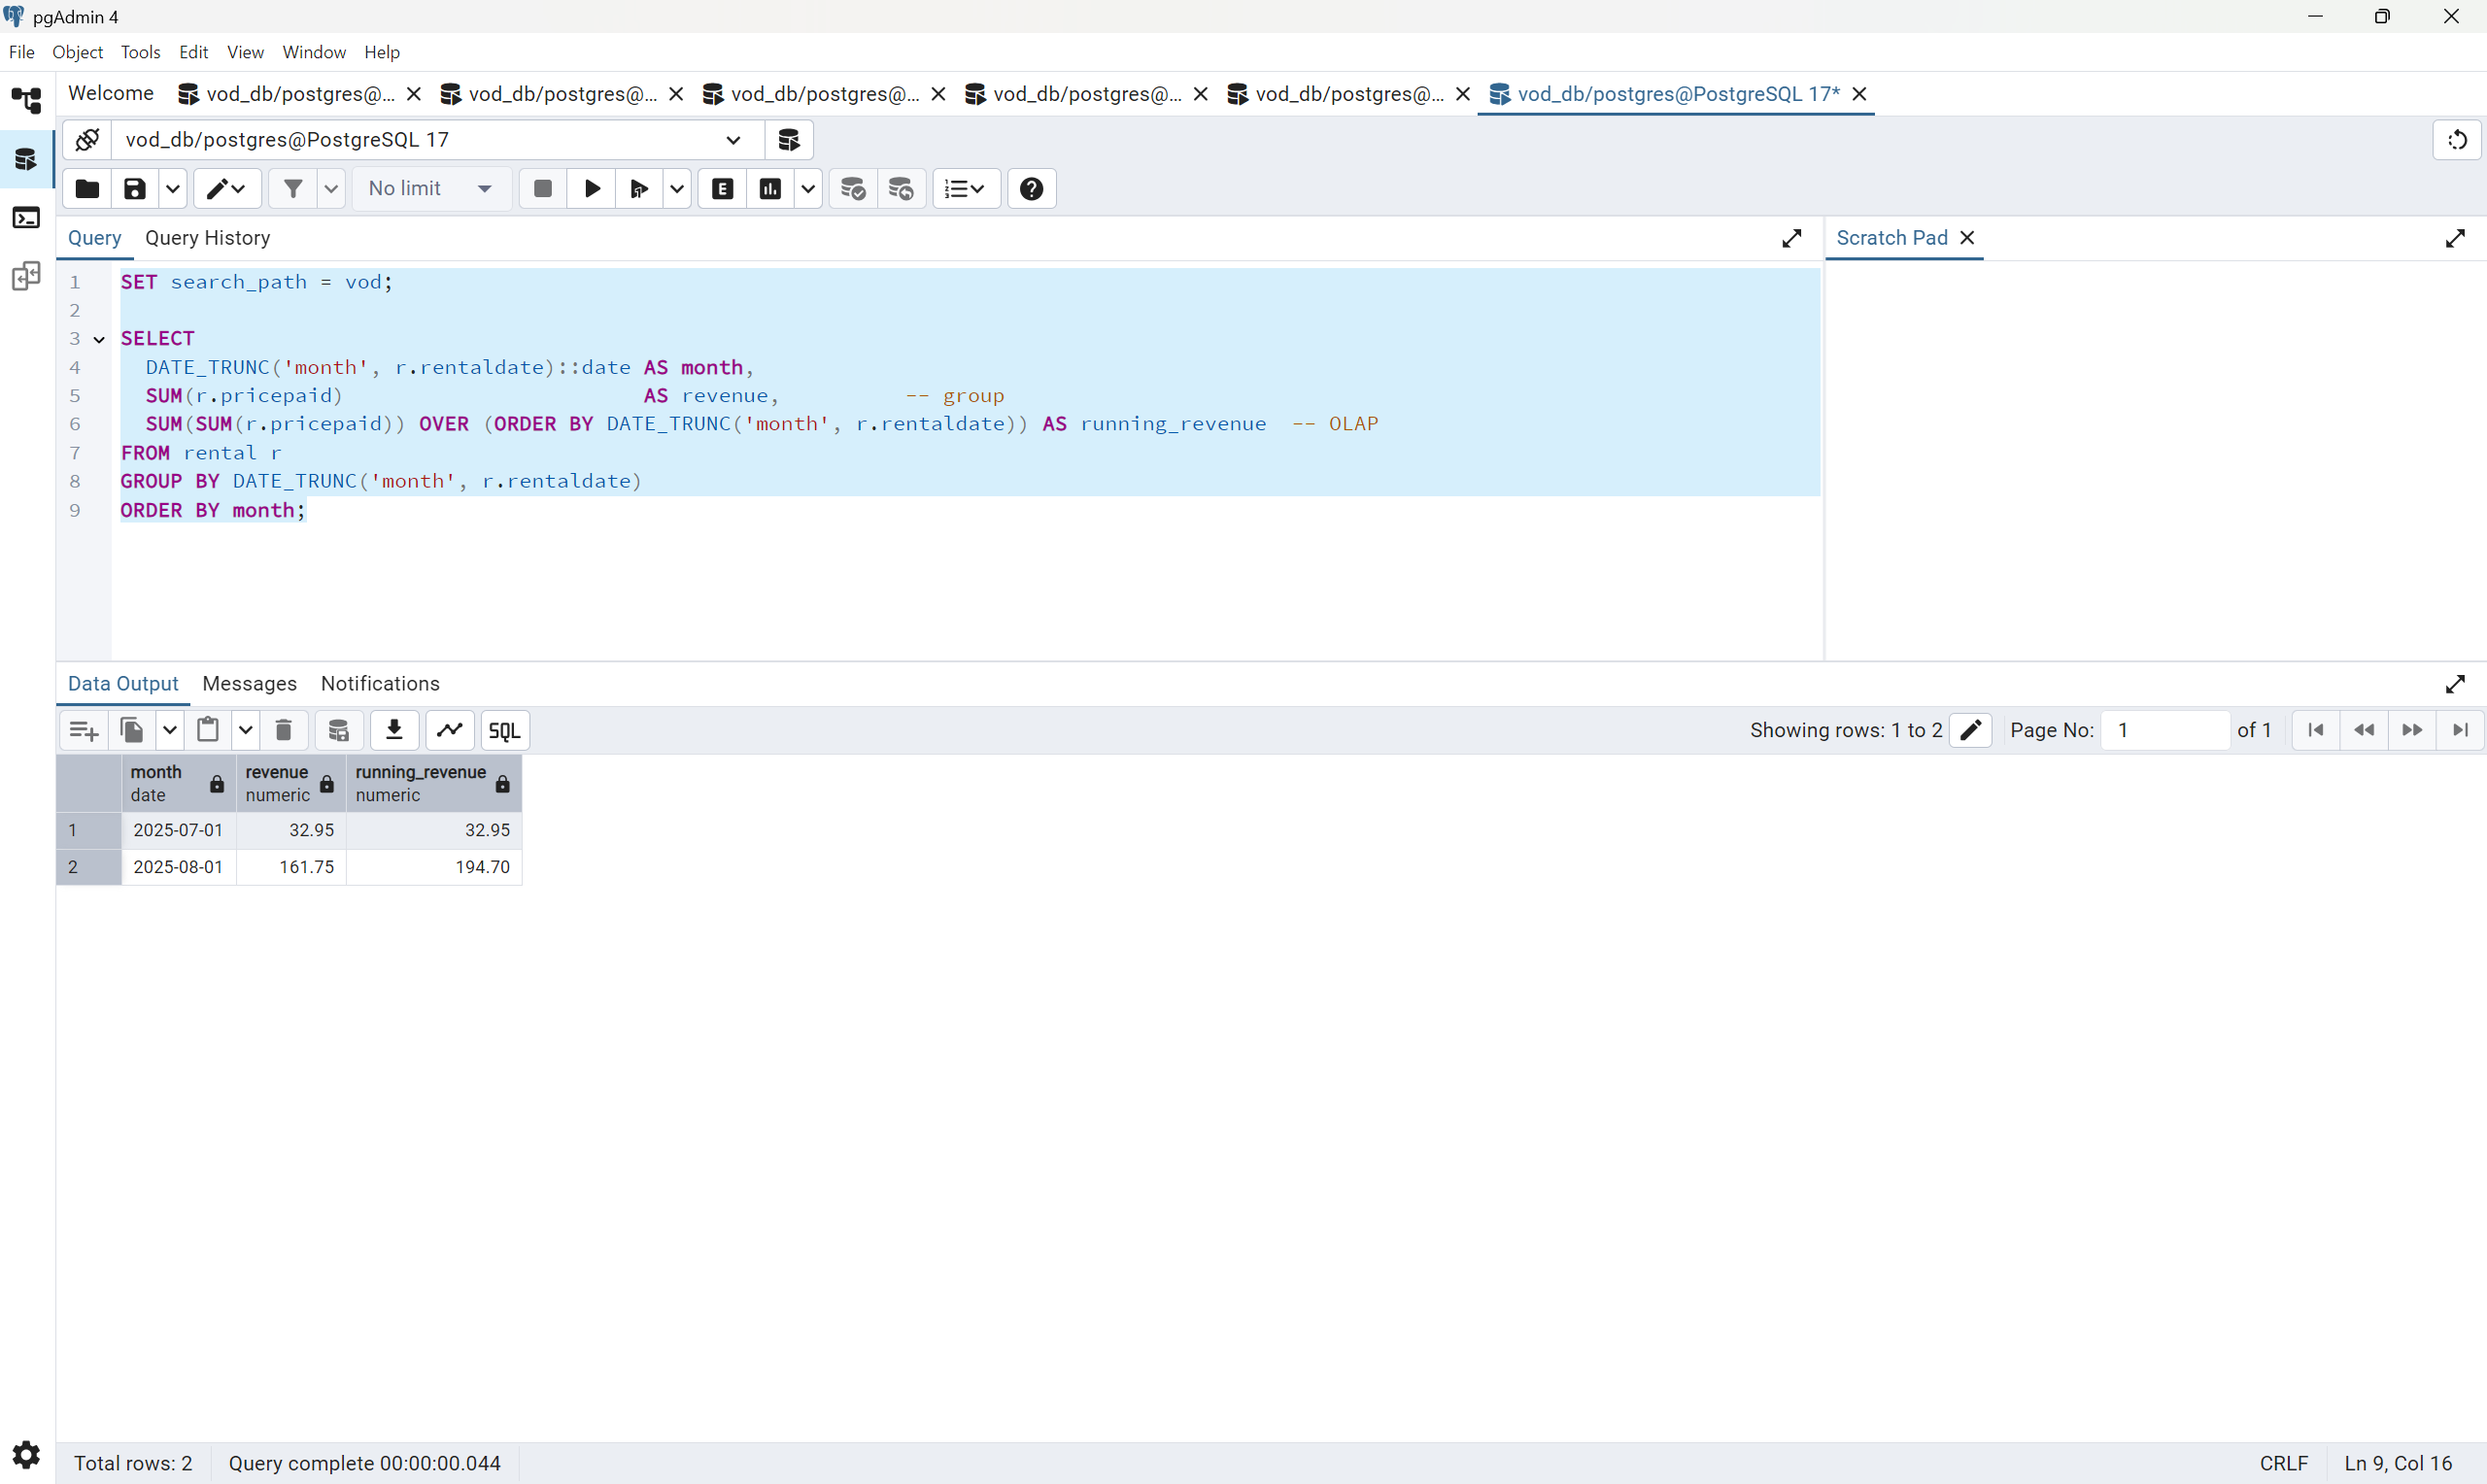 pgAdmin 4
File Object Tools Edit View Window Help
Welcome vod_db/postgres@... vod_db/postgres@... vod_db/postgres@... vod_db/postgres@... vod_db/postgres@... vod_db/postgres@PostgreSQL 17*
vod_db/postgres@PostgreSQL 17
No limit
E
Query Query History
Scratch Pad
1 SET search_path = vod;
2
3 SELECT
4 DATE_TRUNC('month', r.rentaldate)::date AS month,
5 SUM(r.pricepaid) AS revenue, -- group
6 SUM(SUM(r.pricepaid)) OVER (ORDER BY DATE_TRUNC('month', r.rentaldate)) AS running_revenue -- OLAP
7 FROM rental r
8 GROUP BY DATE_TRUNC('month', r.rentaldate)
9 ORDER BY month;
Data Output Messages Notifications
SQL
Showing rows: 1 to 2 Page No: 1 of 1
month revenue running_revenue
date numeric numeric
1 2025-07-01 32.95 32.95
2 2025-08-01 161.75 194.70
Total rows: 2 Query complete 00:00:00.044 CRLF Ln 9, Col 16